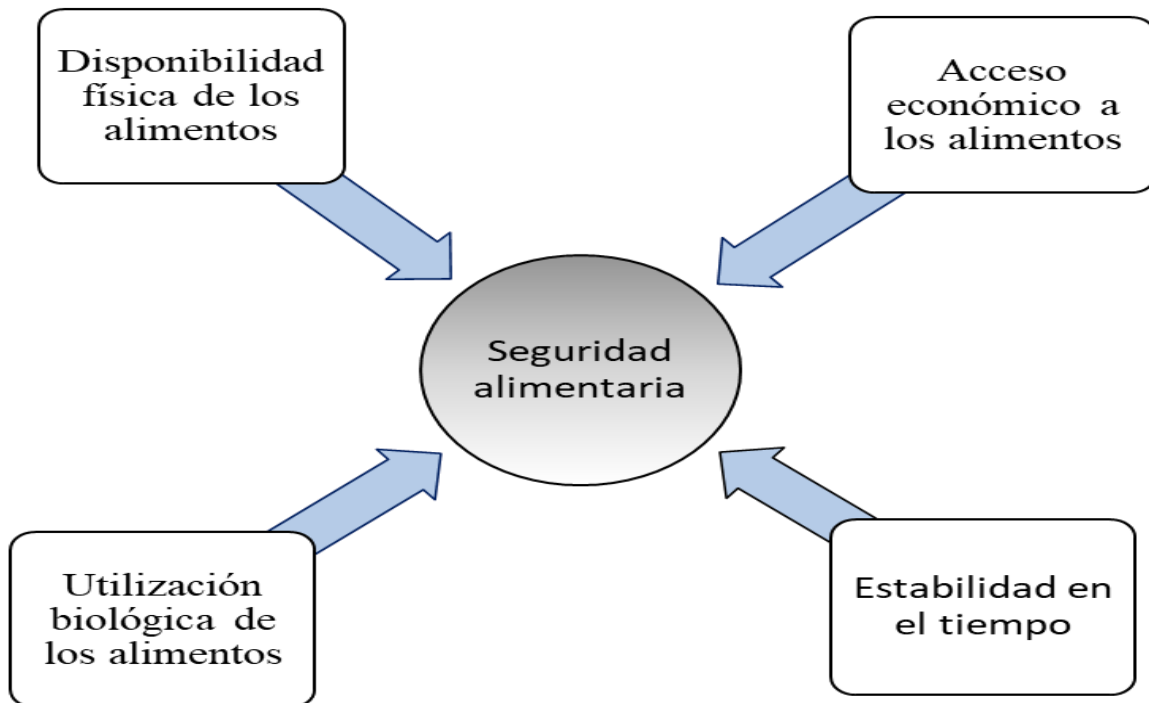 Disponibilidad
física de los
alimentos
Acceso
económico a
los alimentos
Seguridad
alimentaria
Utilización
biológica de
los alimentos
Estabilidad en
el tiempo